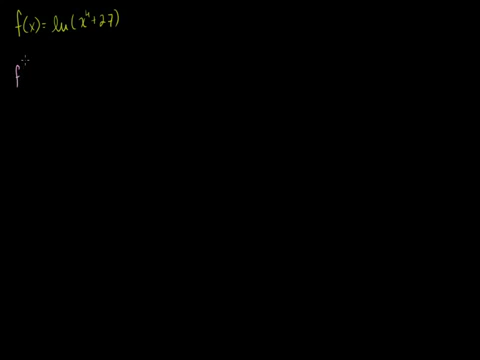 f(x) = ln(x⁴+27)
f